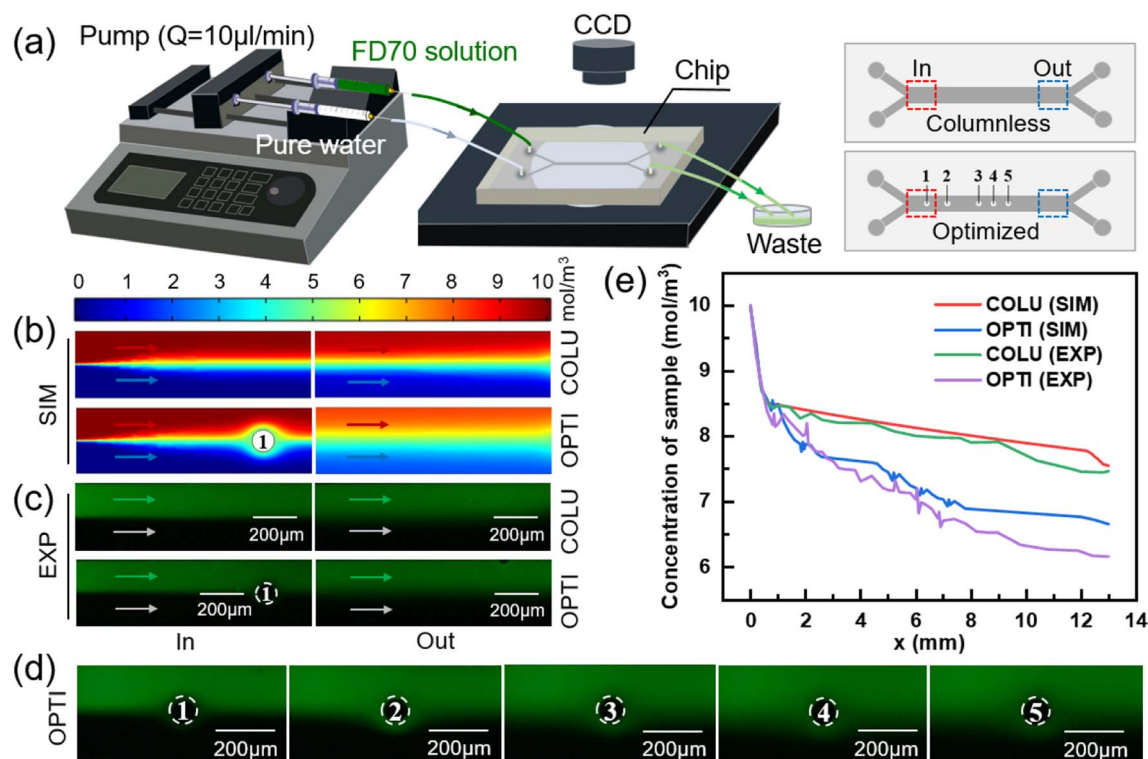 (a)
Pump (Q=10µl/min)
FD70 solution
Pure water
CCD
Chip
Waste
In
Out
Columnless
1 2 3 4 5
Optimized
0 1 2 3 4 5 6 7 8 9 10
mol/m³
(b)
SIM
COLU
1
OPTI
(c)
EXP
200µm
200µm
COLU
200µm
1
200µm
OPTI
In
Out
(e)
Concentration of sample (mol/m³)
10
9
8
7
6
COLU (SIM)
OPTI (SIM)
COLU (EXP)
OPTI (EXP)
0 2 4 6 8 10 12 14
x (mm)
(d)
OPTI
1
200µm
2
200µm
3
200µm
4
200µm
5
200µm